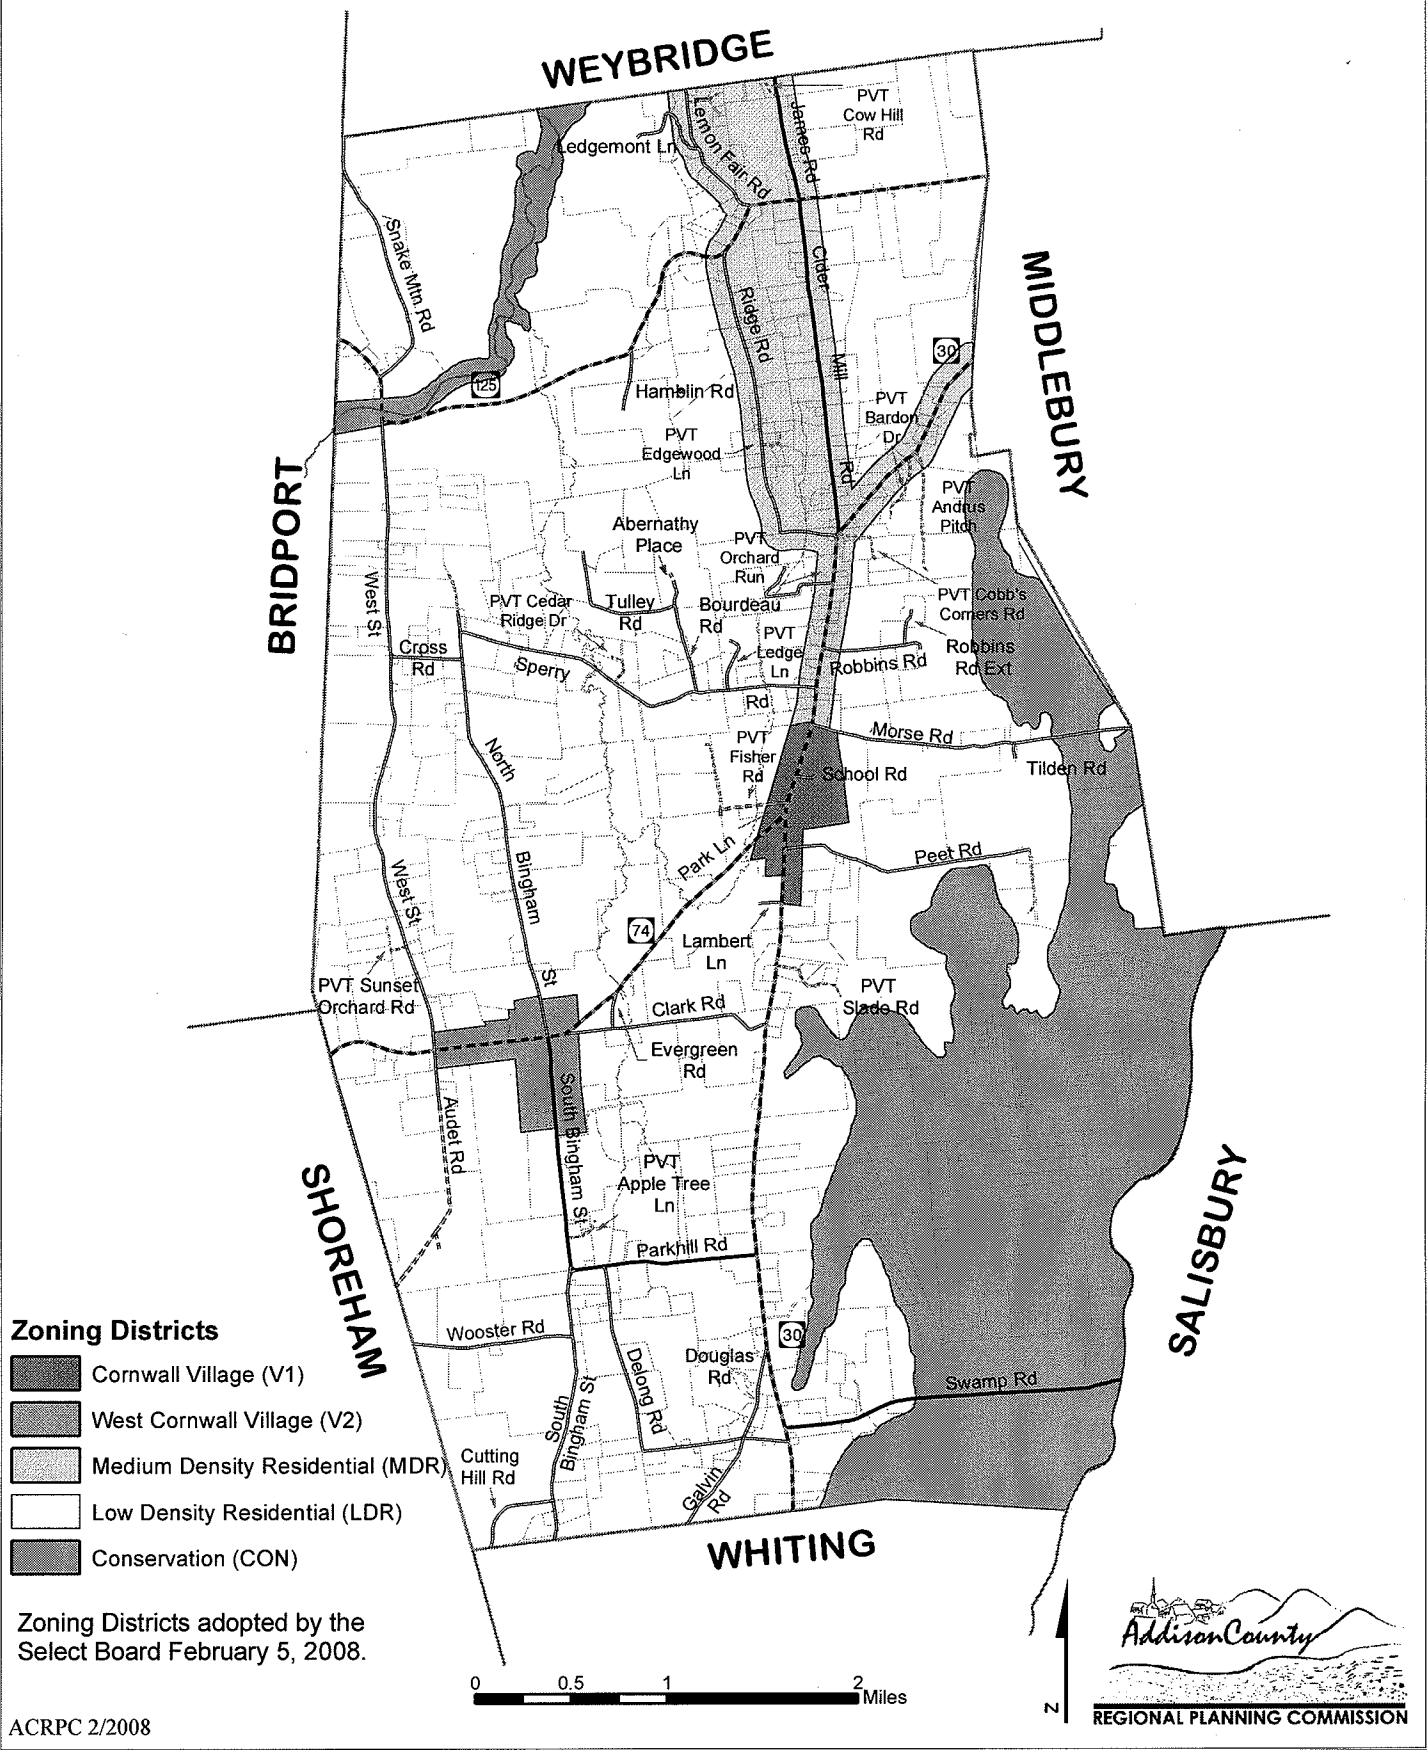 WEYBRIDGE
PVT
Cow Hill
Rd
Ledgemont Ln
Lemon Fair Rd
James Rd
Snake Mtn Rd
Cider
Mill
Rd
Ridge Rd
MIDDLEBURY
30
125
Hamblin Rd
PVT
Bardon
Dr
PVT
Edgewood
Ln
BRIDPORT
PVT
Andrus
Pitch
Abernathy
Place
PVT
Orchard
Run
West St
PVT Cedar
Ridge Dr
Tulley
Rd
Bourdeau
Rd
PVT Cobb's
Corners Rd
PVT
Ledge
Ln
Cross
Rd
Sperry
Rd
Robbins Rd
Robbins
Rd Ext
Morse Rd
PVT
Fisher
Rd
School Rd
Tilden Rd
North
Bingham
St
Park Ln
Peet Rd
West St
74
Lambert
Ln
PVT Sunset
Orchard Rd
Clark Rd
PVT
Slade Rd
Evergreen
Rd
South Bingham St
Audet Rd
PVT
Apple Tree
Ln
SHOREHAM
SALISBURY
Parkhill Rd
Wooster Rd
Delong Rd
Douglas
Rd
30
Swamp Rd
South
Bingham St
Cutting
Hill Rd
Galvin
Rd
WHITING
Zoning Districts
Cornwall Village (V1)
West Cornwall Village (V2)
Medium Density Residential (MDR)
Low Density Residential (LDR)
Conservation (CON)
Zoning Districts adopted by the
Select Board February 5, 2008.
0 0.5 1 2
Miles
N
Addison County
REGIONAL PLANNING COMMISSION
ACRPC 2/2008